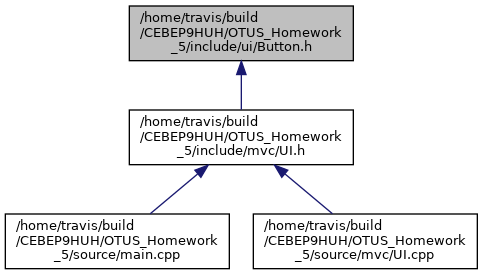 /home/travis/build
/CEBEP9HUH/OTUS_Homework
_5/include/ui/Button.h
/home/travis/build
/CEBEP9HUH/OTUS_Homework
_5/include/mvc/UI.h
/home/travis/build
/CEBEP9HUH/OTUS_Homework
_5/source/main.cpp
/home/travis/build
/CEBEP9HUH/OTUS_Homework
_5/source/mvc/UI.cpp